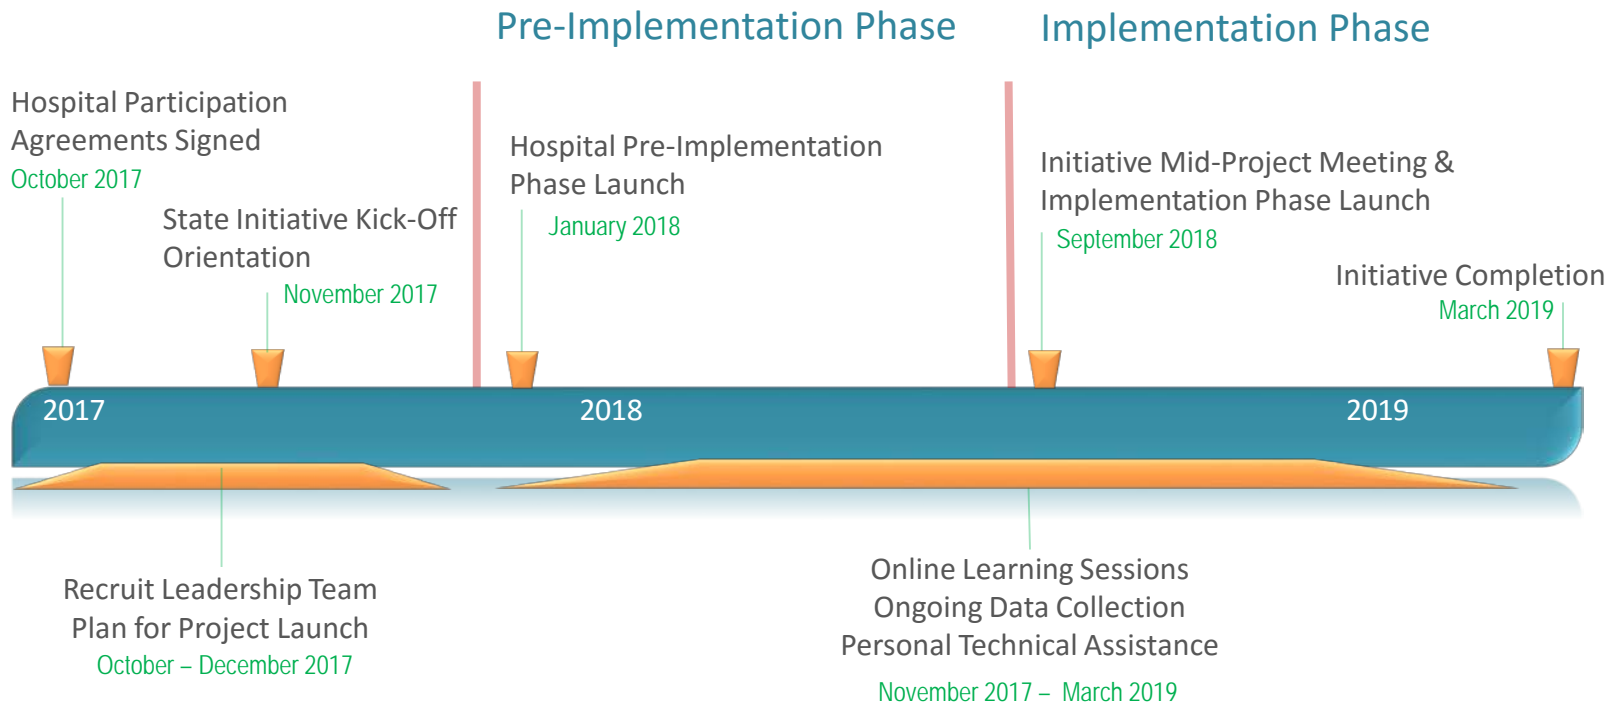 Pre-Implementation Phase
Implementation Phase
Hospital Participation
Agreements Signed
October 2017
State Initiative Kick-Off
Orientation
November 2017
Hospital Pre-Implementation
Phase Launch
January 2018
Initiative Mid-Project Meeting &
Implementation Phase Launch
September 2018
Initiative Completion
March 2019
2017
2018
2019
Recruit Leadership Team
Plan for Project Launch
October – December 2017
Online Learning Sessions
Ongoing Data Collection
Personal Technical Assistance
November 2017 – March 2019